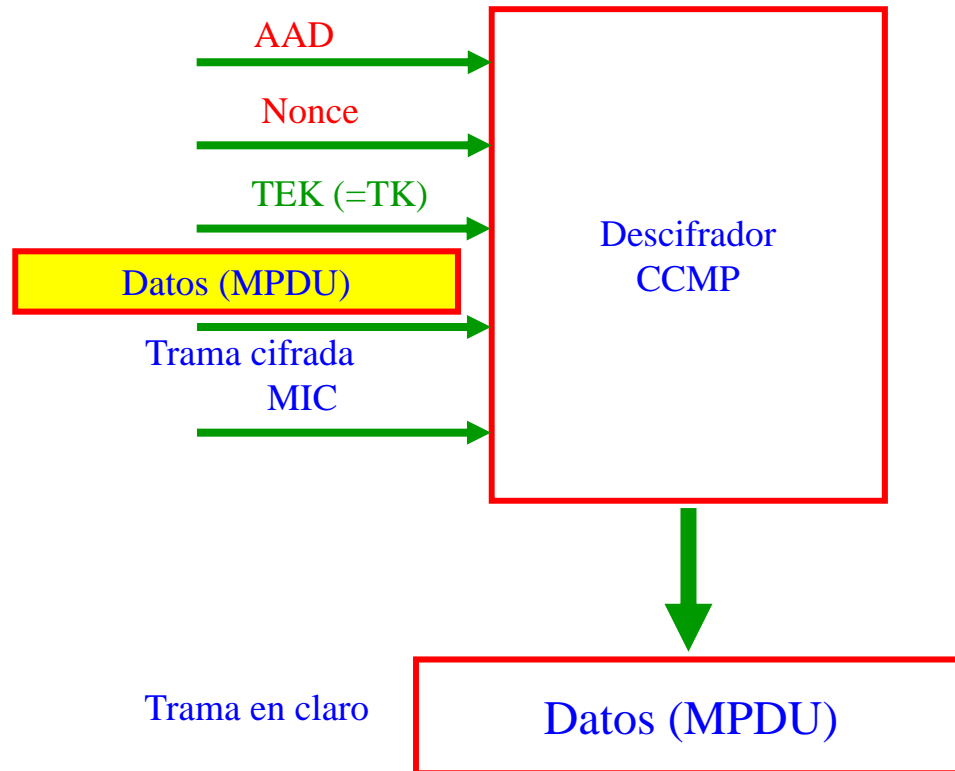 AAD
Nonce
TEK (=TK)
Datos (MPDU)
Trama cifrada
MIC
Descifrador
CCMP
Trama en claro
Datos (MPDU)